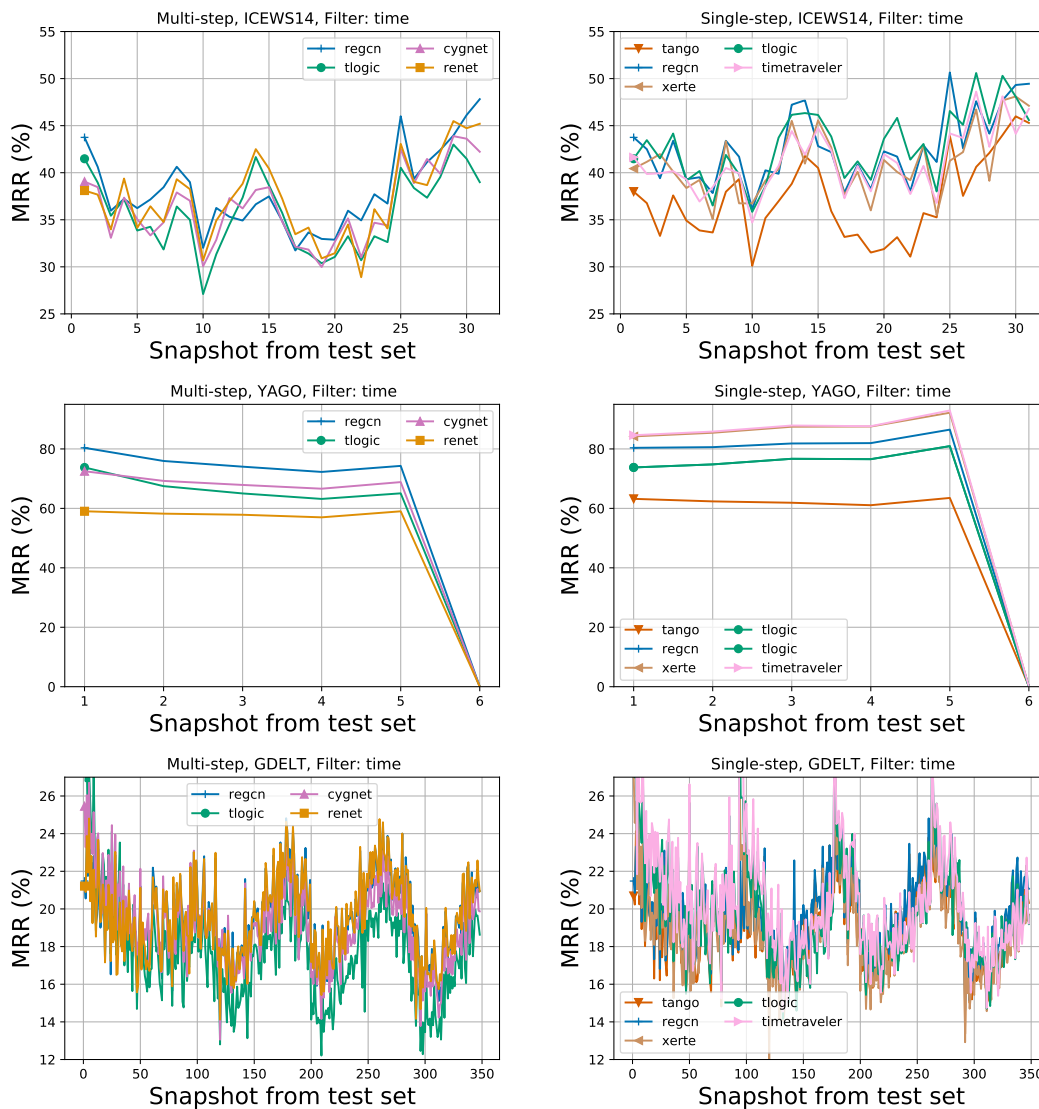 Multi-step, ICEWS14, Filter: time
55
50
45
40
35
30
25
MRR (%)
regcn
tlogic
cygnet
renet
0 5 10 15 20 25 30
Snapshot from test set
Single-step, ICEWS14, Filter: time
55
50
45
40
35
30
25
MRR (%)
tango
regcn
xerte
tlogic
timetraveler
0 5 10 15 20 25 30
Snapshot from test set
Multi-step, YAGO, Filter: time
80
60
40
20
0
MRR (%)
regcn
tlogic
cygnet
renet
1 2 3 4 5 6
Snapshot from test set
Single-step, YAGO, Filter: time
80
60
40
20
0
MRR (%)
tango
regcn
xerte
tlogic
tlogic
timetraveler
1 2 3 4 5 6
Snapshot from test set
Multi-step, GDELT, Filter: time
26
24
22
20
18
16
14
12
MRR (%)
regcn
tlogic
cygnet
renet
0 50 100 150 200 250 300 350
Snapshot from test set
Single-step, GDELT, Filter: time
26
24
22
20
18
16
14
12
MRR (%)
tango
regcn
xerte
tlogic
timetraveler
0 50 100 150 200 250 300
Snapshot from test set